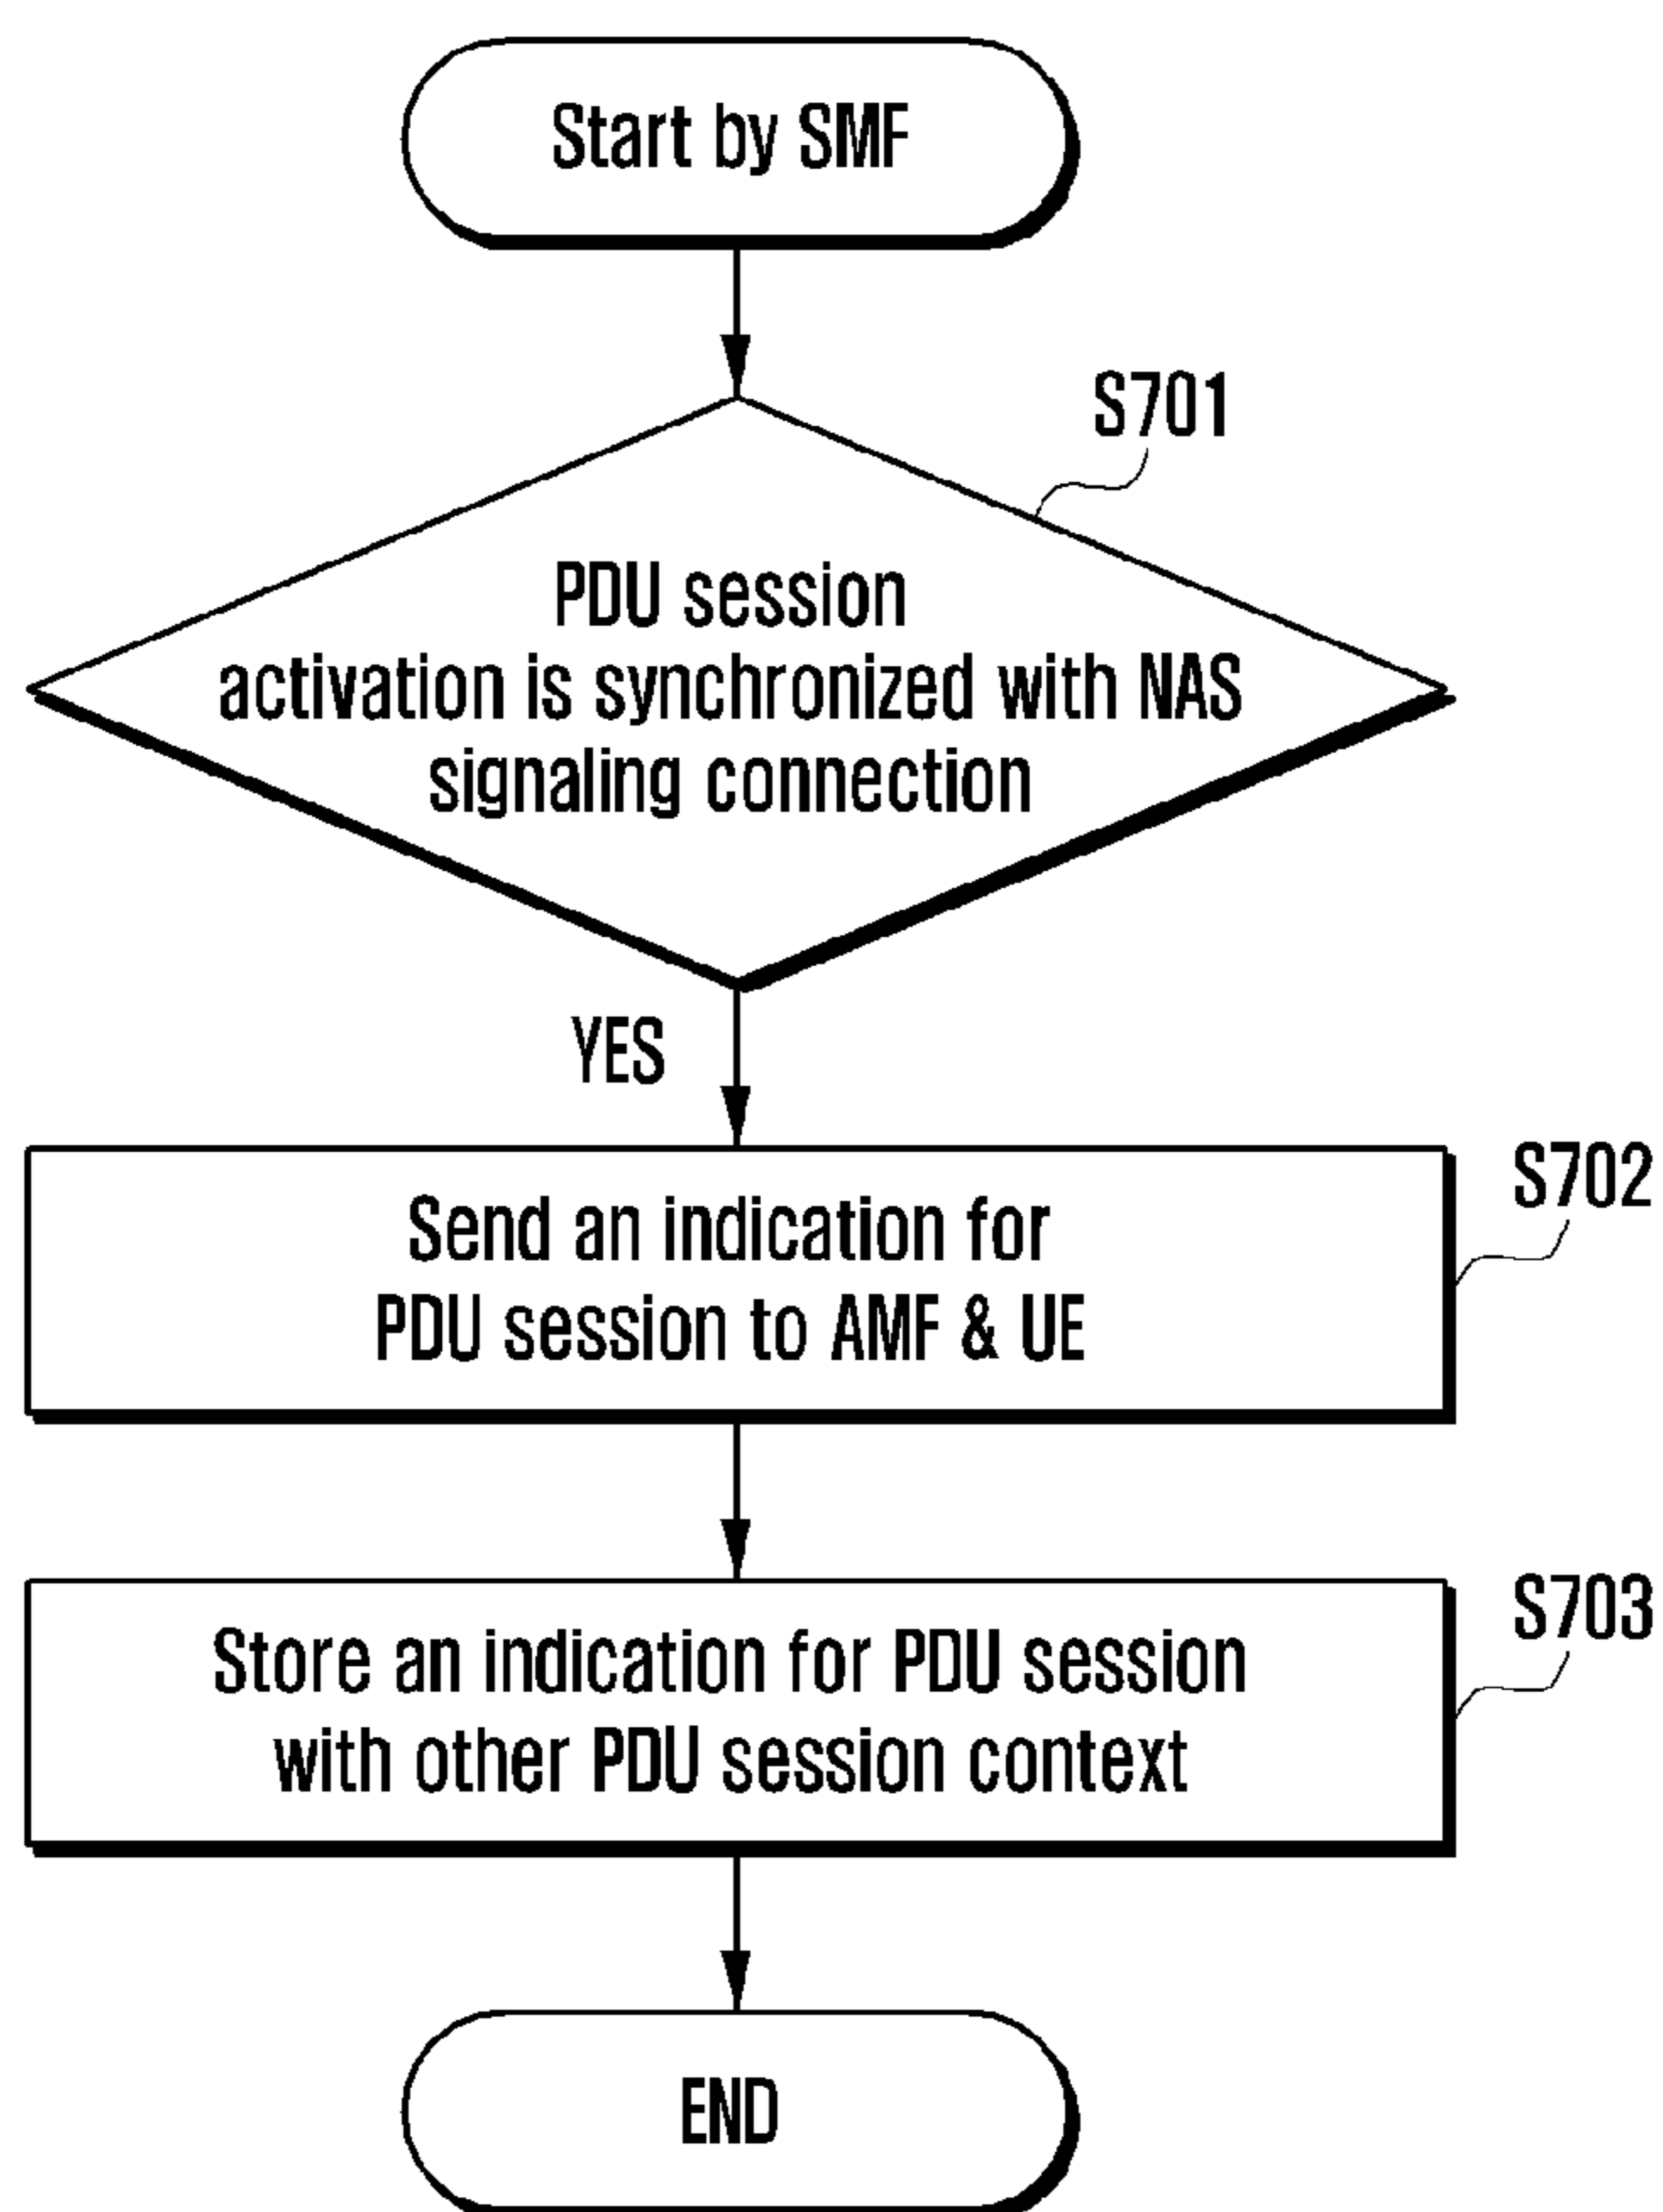 Start by SMF
S701
PDU session
activation is synchronized with NAS
signaling connection
YES
S702
Send an indication for
PDU session to AMF & UE
S703
Store an indication for PDU session
with other PDU session context
END